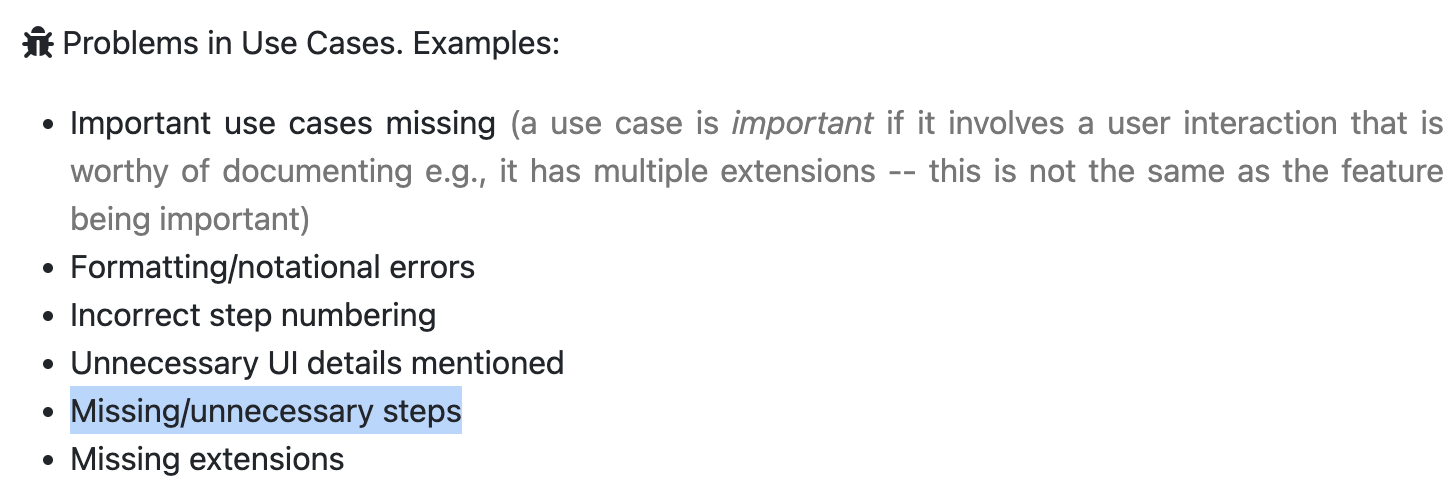 Problems in Use Cases. Examples:
• Important use cases missing (a use case is important if it involves a user interaction that is
worthy of documenting e.g., it has multiple extensions -- this is not the same as the feature
being important)
• Formatting/notational errors
• Incorrect step numbering
• Unnecessary UI details mentioned
• Missing/unnecessary steps
• Missing extensions